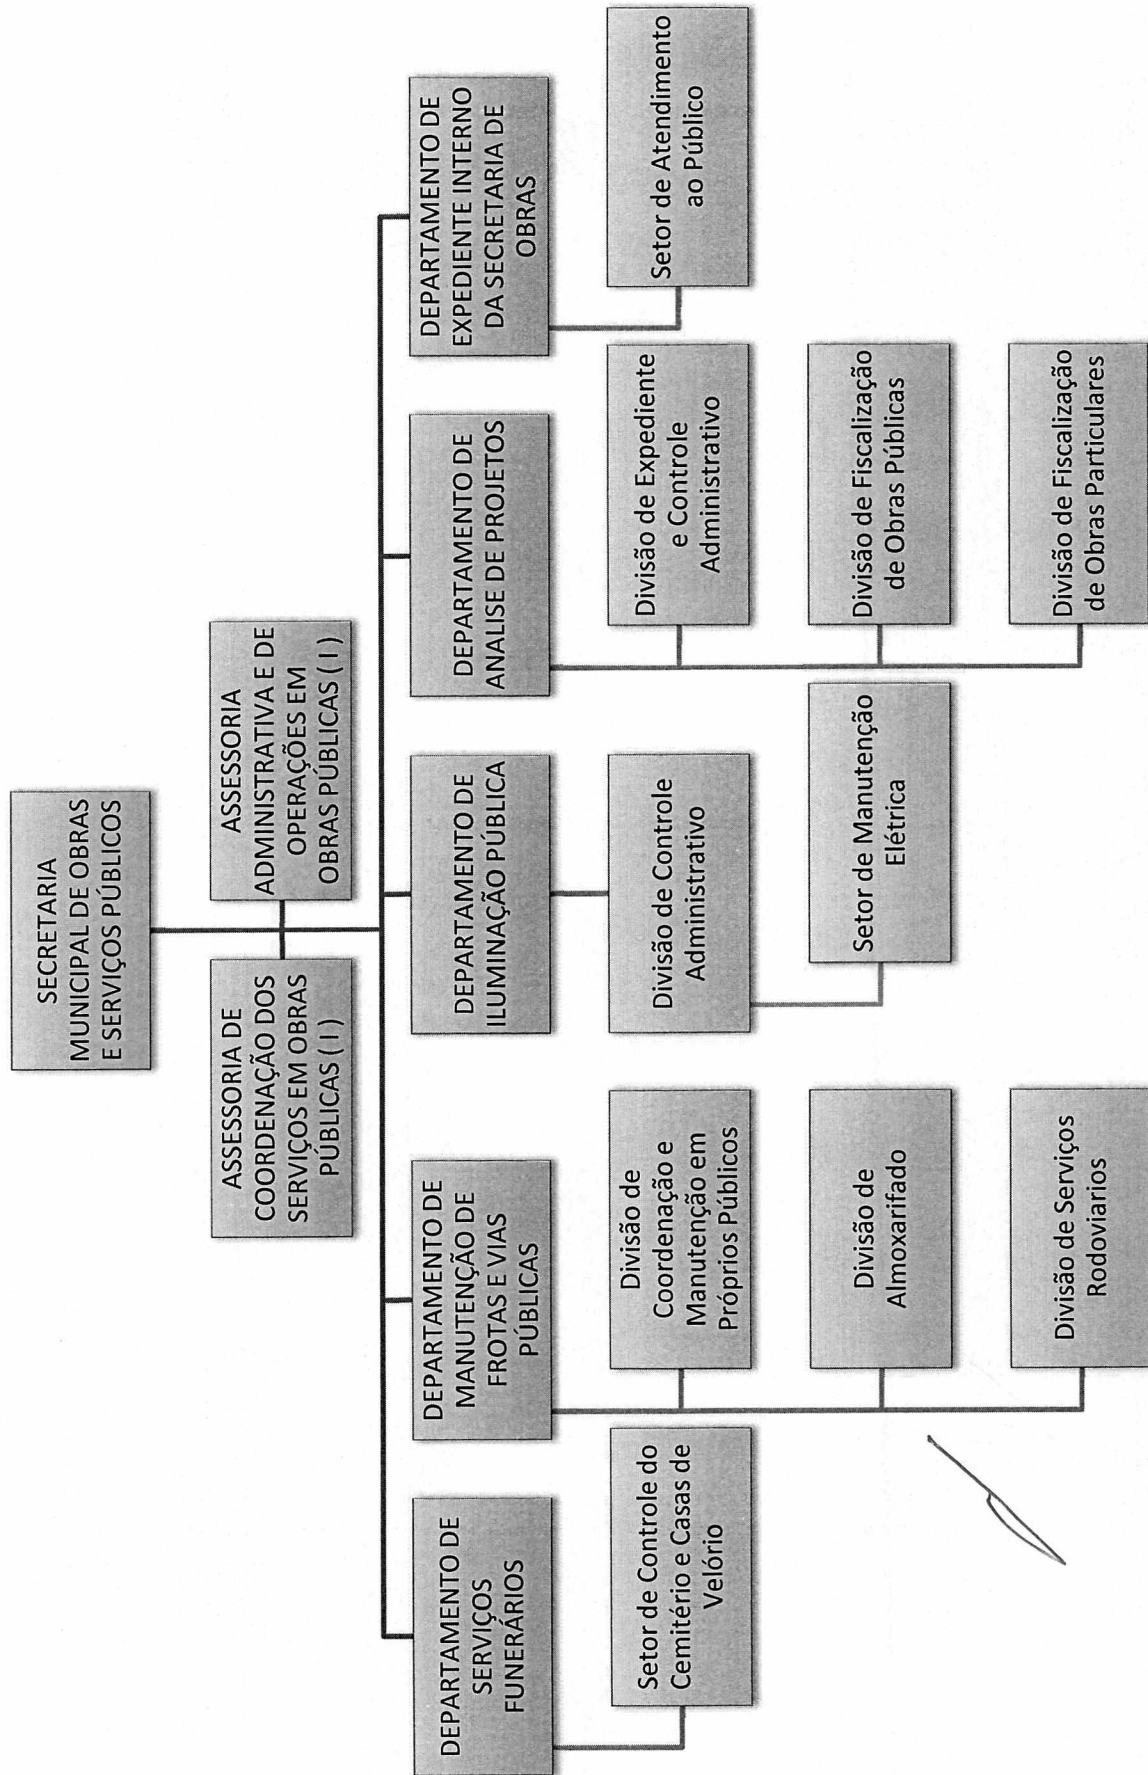 SECRETARIA
MUNICIPAL DE OBRAS
E SERVIÇOS PÚBLICOS
ASSESSORIA DE
COORDENAÇÃO DOS
SERVIÇOS EM OBRAS
PÚBLICAS ( I )
ASSESSORIA
ADMINISTRATIVA E DE
OPERAÇÕES EM
OBRAS PÚBLICAS ( I )
DEPARTAMENTO DE
SERVIÇOS
FUNERÁRIOS
Setor de Controle do
Cemitério e Casas de
Velório
DEPARTAMENTO DE
MANUTENÇÃO DE
FROTAS E VIAS
PÚBLICAS
Divisão de
Coordenação e
Manutenção em
Próprios Públicos
Divisão de
Almoxarifado
Divisão de Serviços
Rodoviarios
DEPARTAMENTO DE
ILUMINAÇÃO PÚBLICA
Divisão de Controle
Administrativo
Setor de Manutenção
Elétrica
DEPARTAMENTO DE
ANALISE DE PROJETOS
Divisão de Expediente
e Controle
Administrativo
Divisão de Fiscalização
de Obras Públicas
Divisão de Fiscalização
de Obras Particulares
DEPARTAMENTO DE
EXPEDIENTE INTERNO
DA SECRETARIA DE
OBRAS
Setor de Atendimento
ao Público